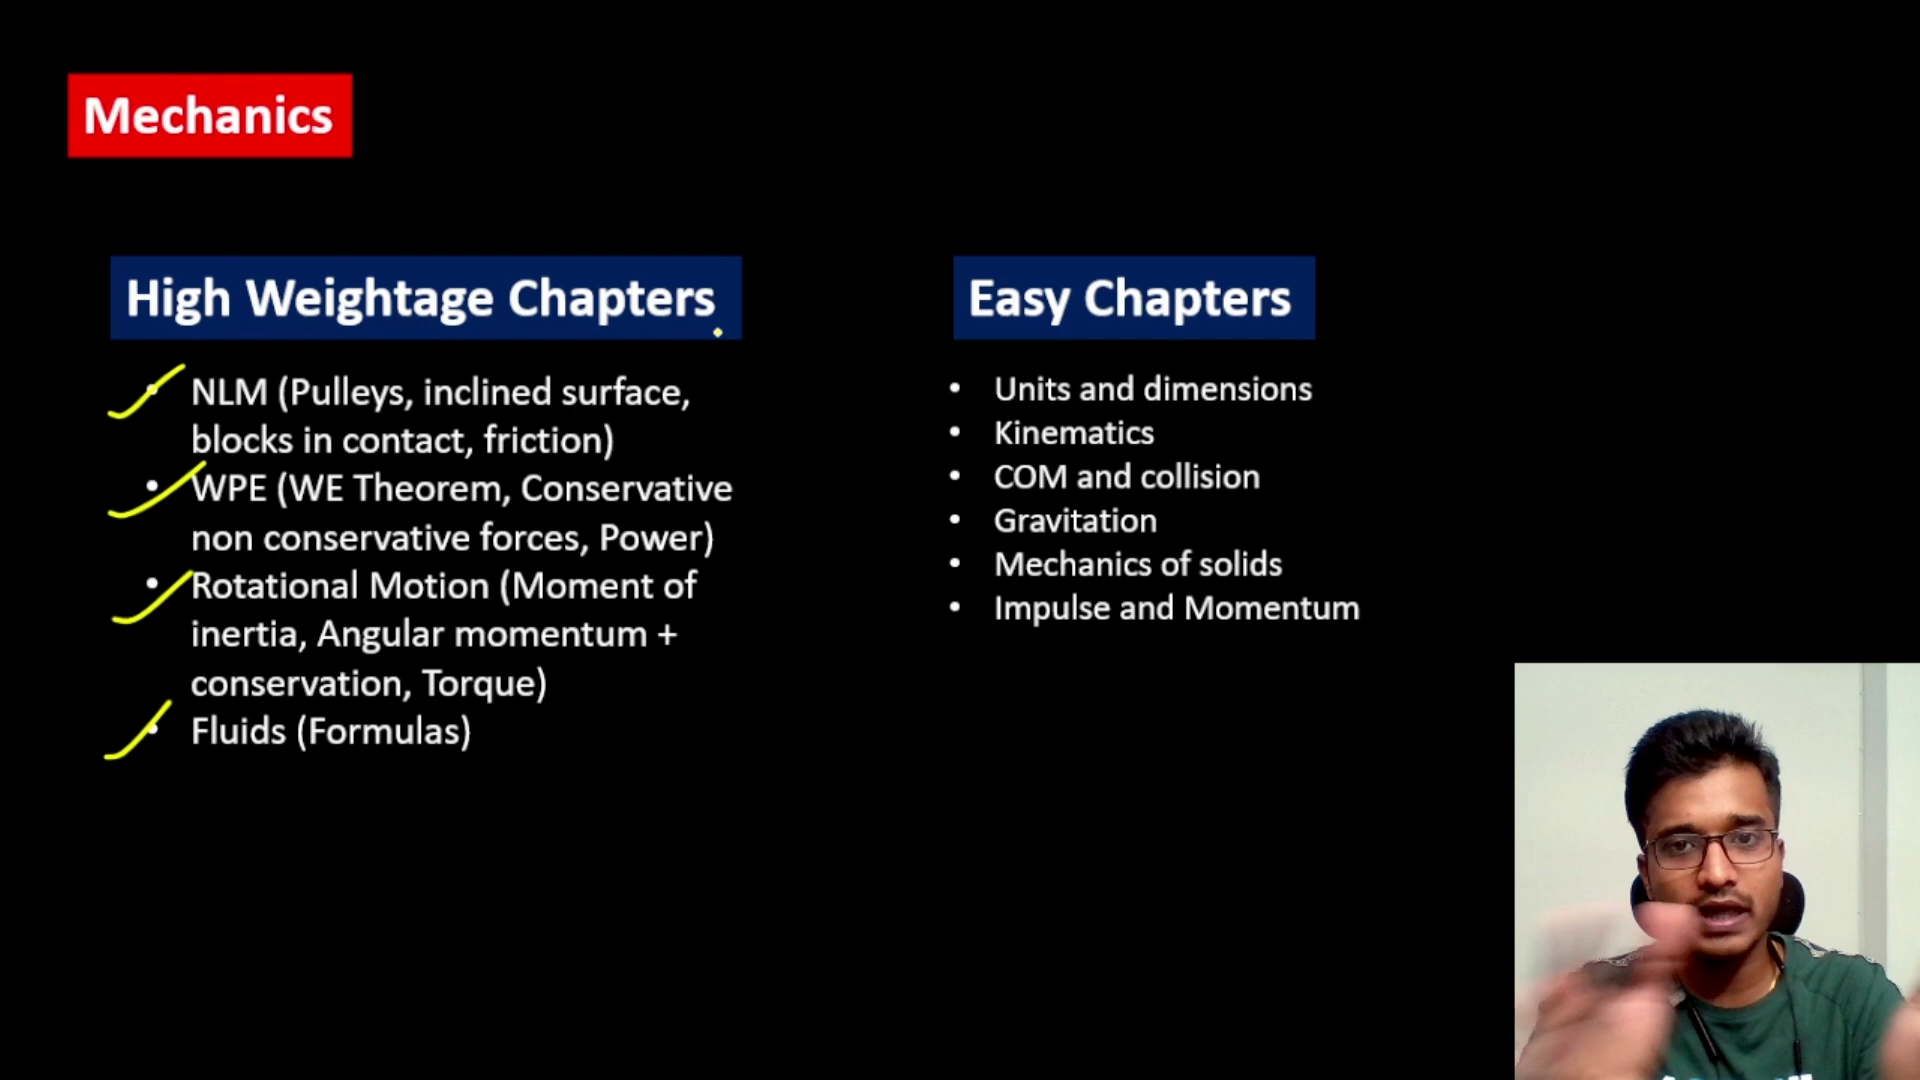 Mechanics
High Weightage Chapters
• NLM (Pulleys, inclined surface,
blocks in contact, friction)
• WPE (WE Theorem, Conservative
non conservative forces, Power)
• Rotational Motion (Moment of
inertia, Angular momentum +
conservation, Torque)
• Fluids (Formulas)
Easy Chapters
• Units and dimensions
• Kinematics
• COM and collision
• Gravitation
• Mechanics of solids
• Impulse and Momentum